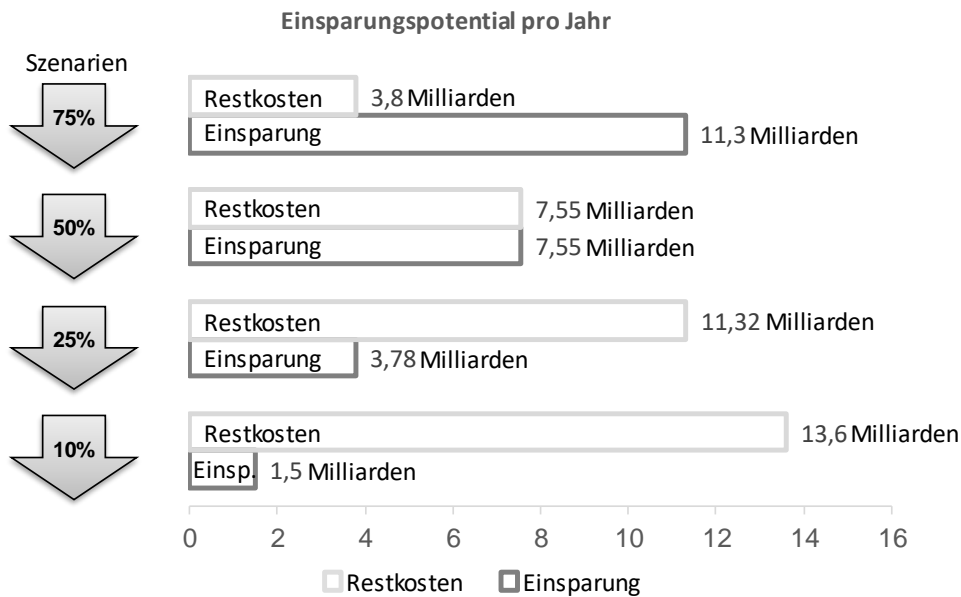 Einsparungspotential pro Jahr
Szenarien
75%
Restkosten 3,8 Milliarden
Einsparung 11,3 Milliarden
50%
Restkosten 7,55 Milliarden
Einsparung 7,55 Milliarden
25%
Restkosten 11,32 Milliarden
Einsparung 3,78 Milliarden
10%
Restkosten 13,6 Milliarden
Einsp. 1,5 Milliarden
0 2 4 6 8 10 12 14 16
Restkosten Einsparung